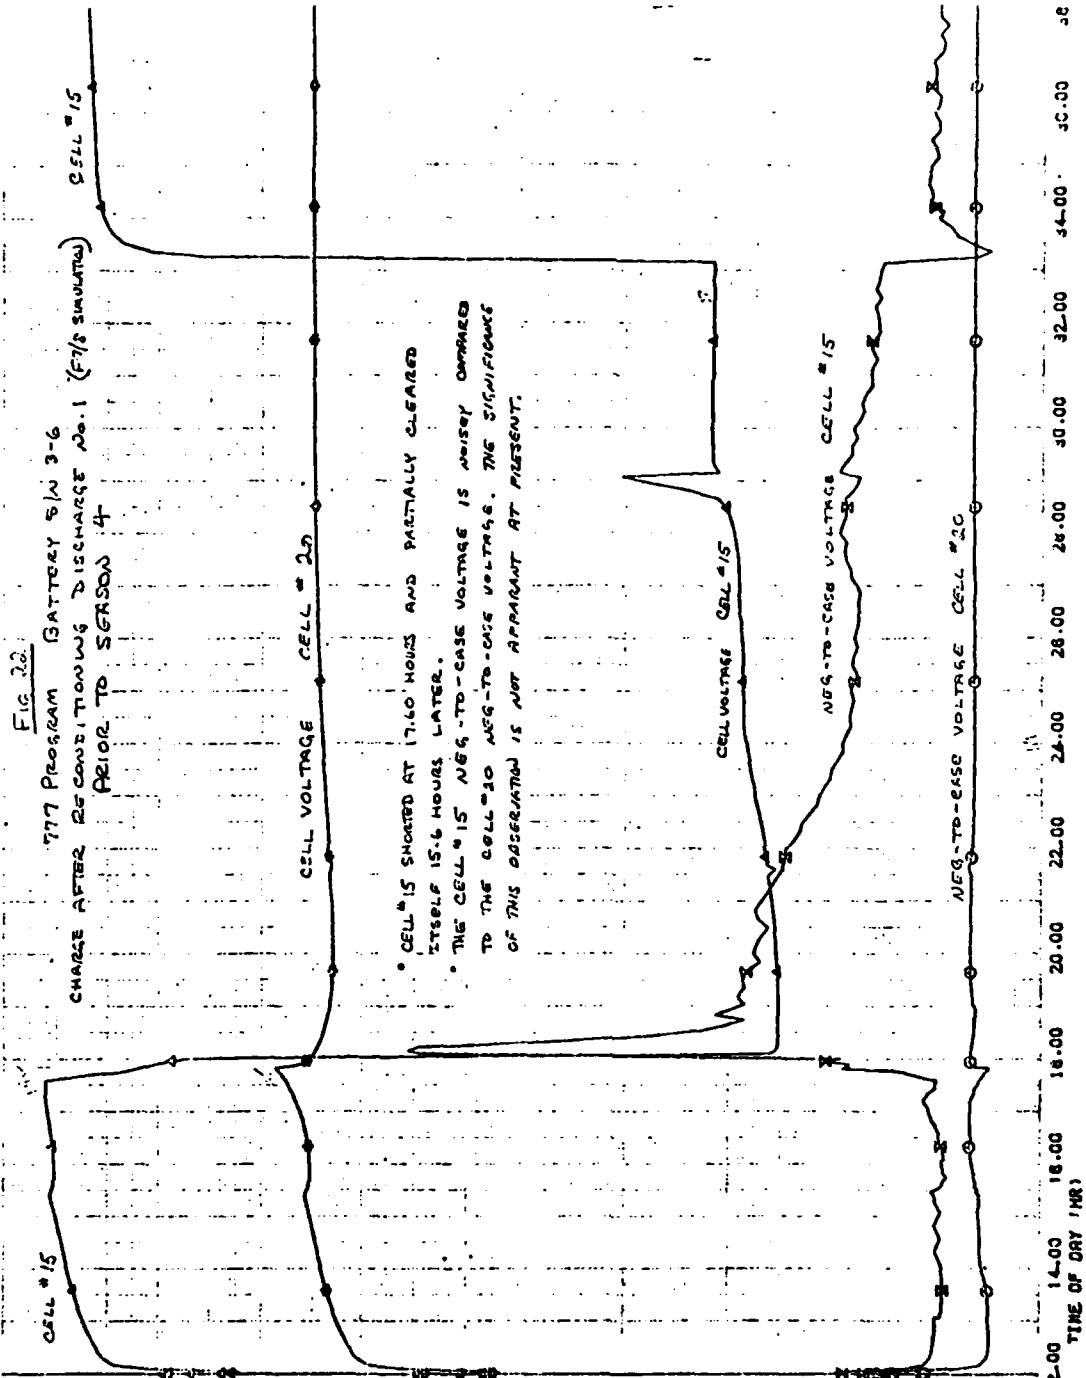 FIG 22
777 PROGRAM BATTERY S/N 3-6
CHARGE AFTER RECONDITIONING DISCHARGE NO.1 (F7/8 SIMULATION)
PRIOR TO SEASON 4
CELL #15
CELL #15
CELL VOLTAGE CELL # 20
• CELL #15 SHORTED AT 17.60 HOURS AND PARTIALLY CLEARED
ITSELF 15.6 HOURS LATER.
• THE CELL #15 NEG-TO-CASE VOLTAGE IS NOISEY COMPARED
TO THE CELL #20 NEG-TO-CASE VOLTAGE. THE SIGNIFICANCE
OF THIS OBSERVATION IS NOT APPARANT AT PRESENT.
CELL VOLTAGE CELL #15
NEG-TO-CASE VOLTAGE CELL #15
NEG-TO-CASE VOLTAGE CELL #20
14.00 16.00 18.00 20.00 22.00 24.00 26.00 28.00 30.00 32.00 34.00
TIME OF DAY (HR)